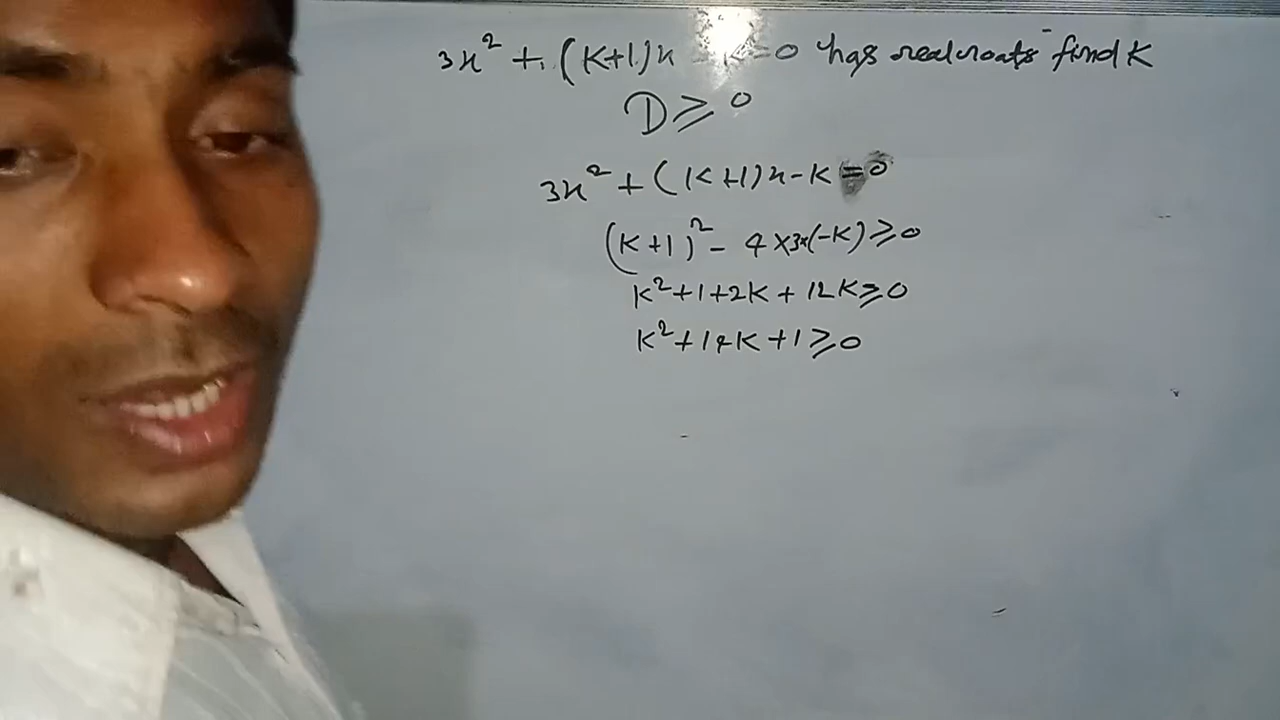 3x² + (K+1)x - K=0 has real roots find K
D ≥ 0
3x² + (K+1)x-K =0
(K+1)² - 4×3×(-K) ≥ 0
K²+1+2K + 12K ≥ 0
K²+14K+1 ≥ 0